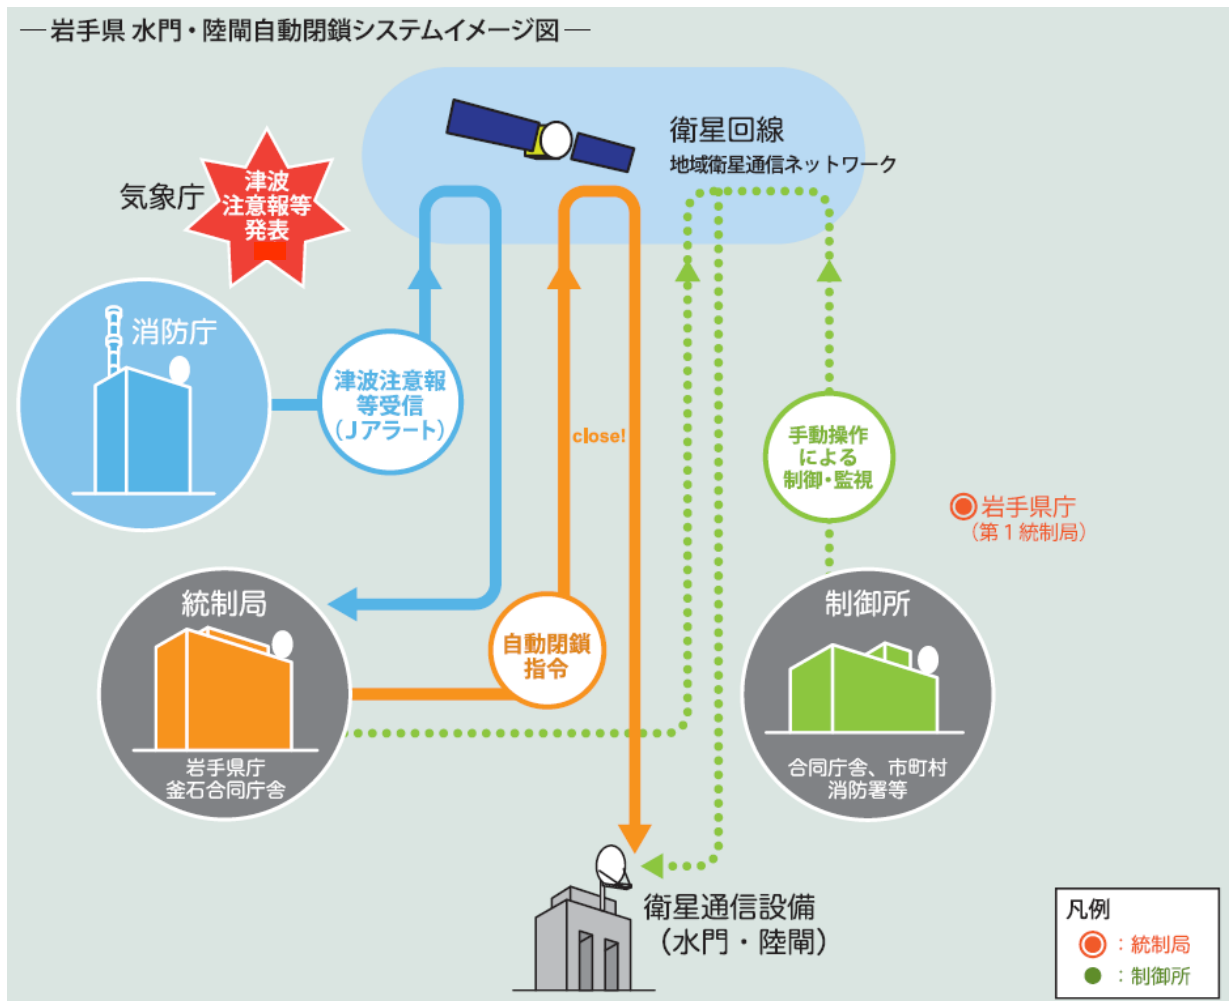 ― 岩手県 水門・陸閘自動閉鎖システムイメージ図 ―
衛星回線
地域衛星通信ネットワーク
気象庁
津波
注意報等
発表
消防庁
津波注意報
等受信
(Jアラート)
close!
手動操作
による
制御・監視
岩手県庁
(第1統制局)
統制局
岩手県庁
釜石合同庁舎
自動閉鎖
指令
制御所
合同庁舎、市町村
消防署等
衛星通信設備
(水門・陸閘)
凡例
：統制局
：制御所